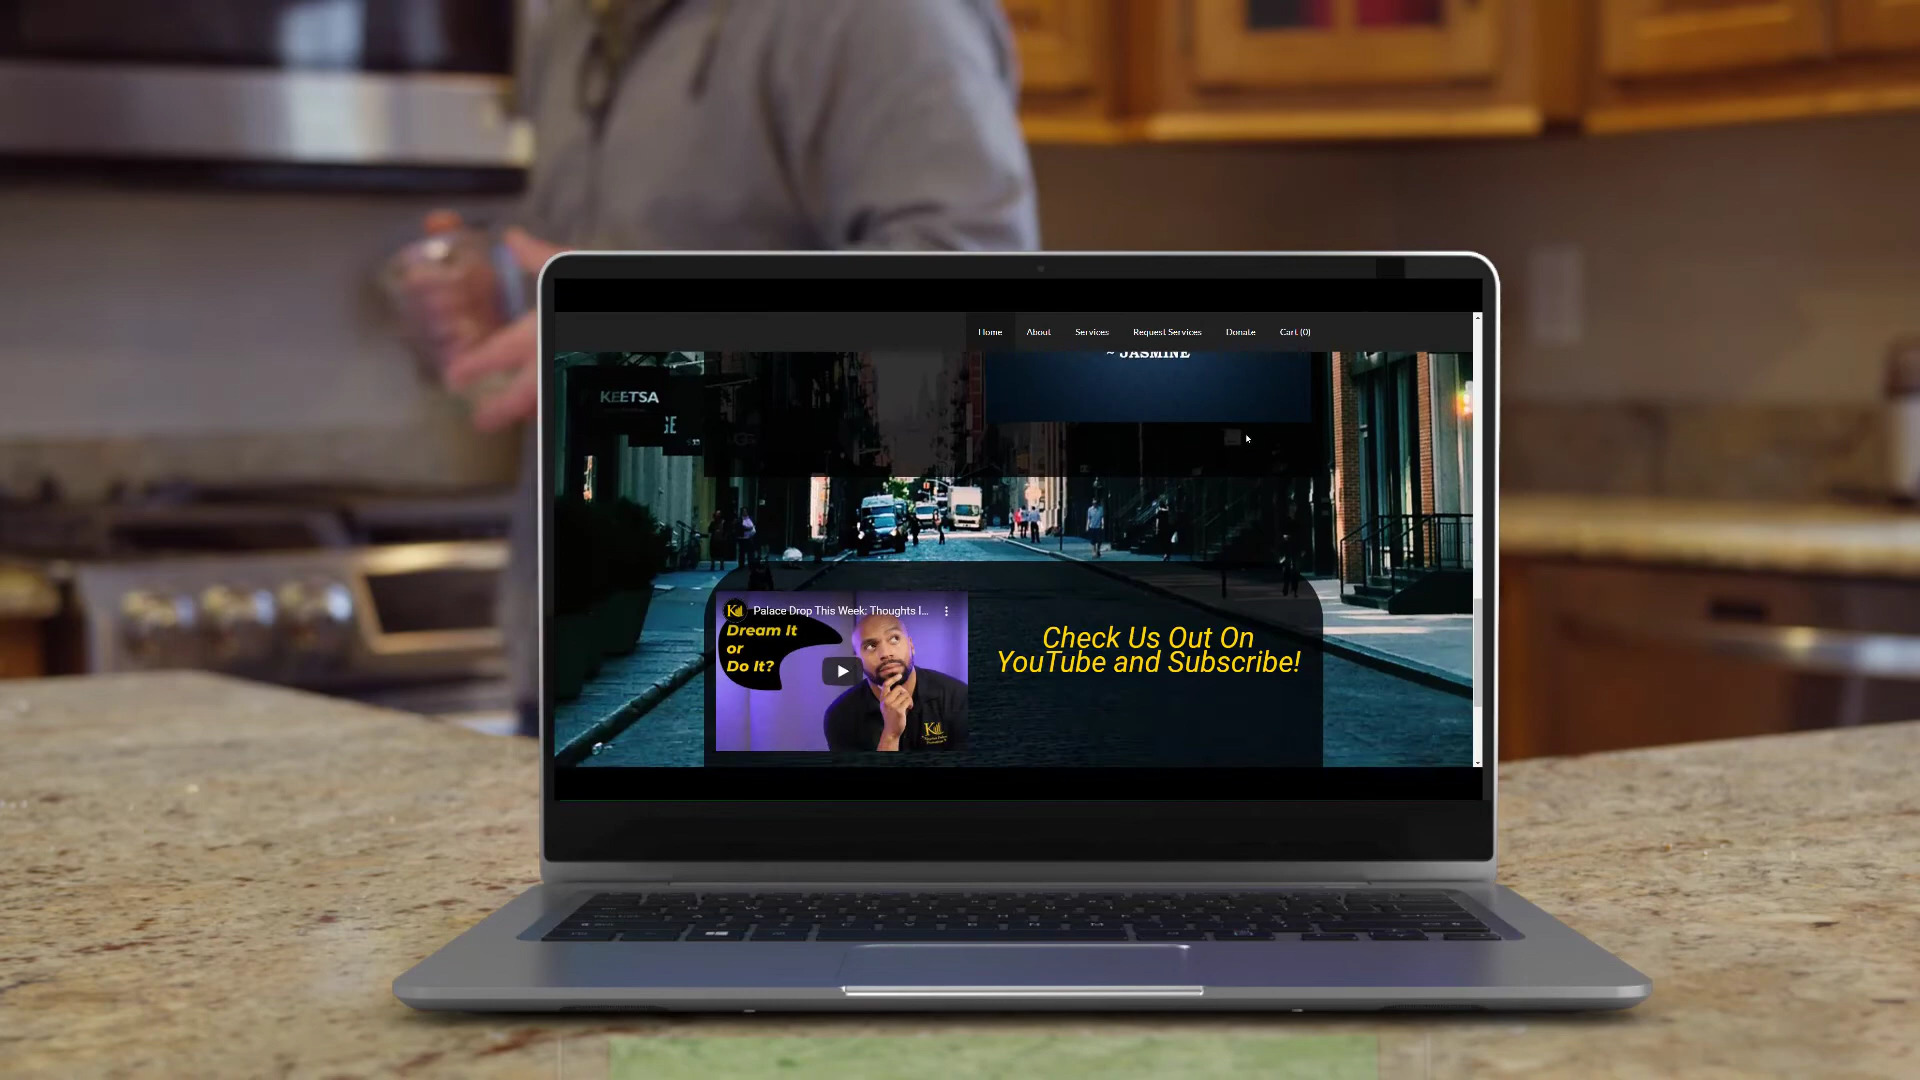 Home About Services Request Services Donate Cart (0)
~ JASMINE
KEETSA
GE
Palace Drop This Week: Thoughts I...
Dream It
or
Do It?
Check Us Out On
YouTube and Subscribe!